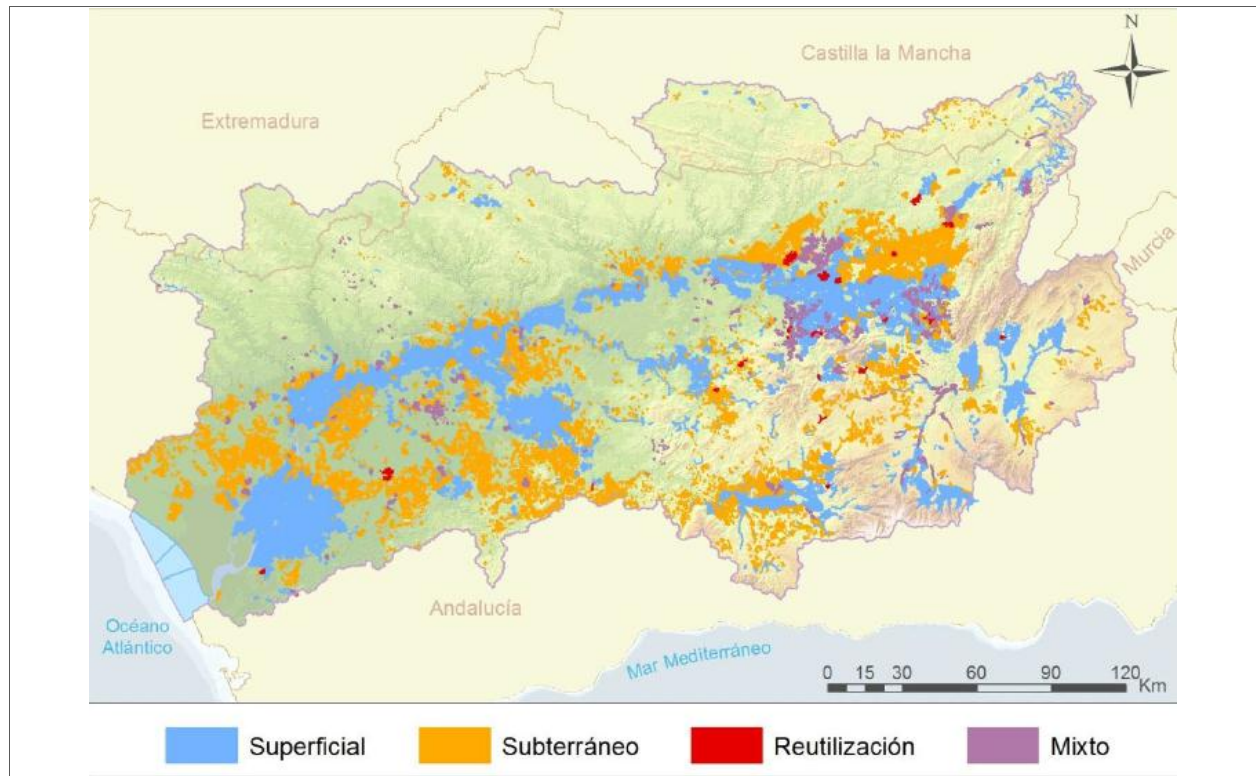 N
Castilla la Mancha
Extremadura
Murcia
Andalucía
Océano
Atlántico
Mar Mediterráneo
0 15 30 60 90 120
Km
Superficial
Subterráneo
Reutilización
Mixto